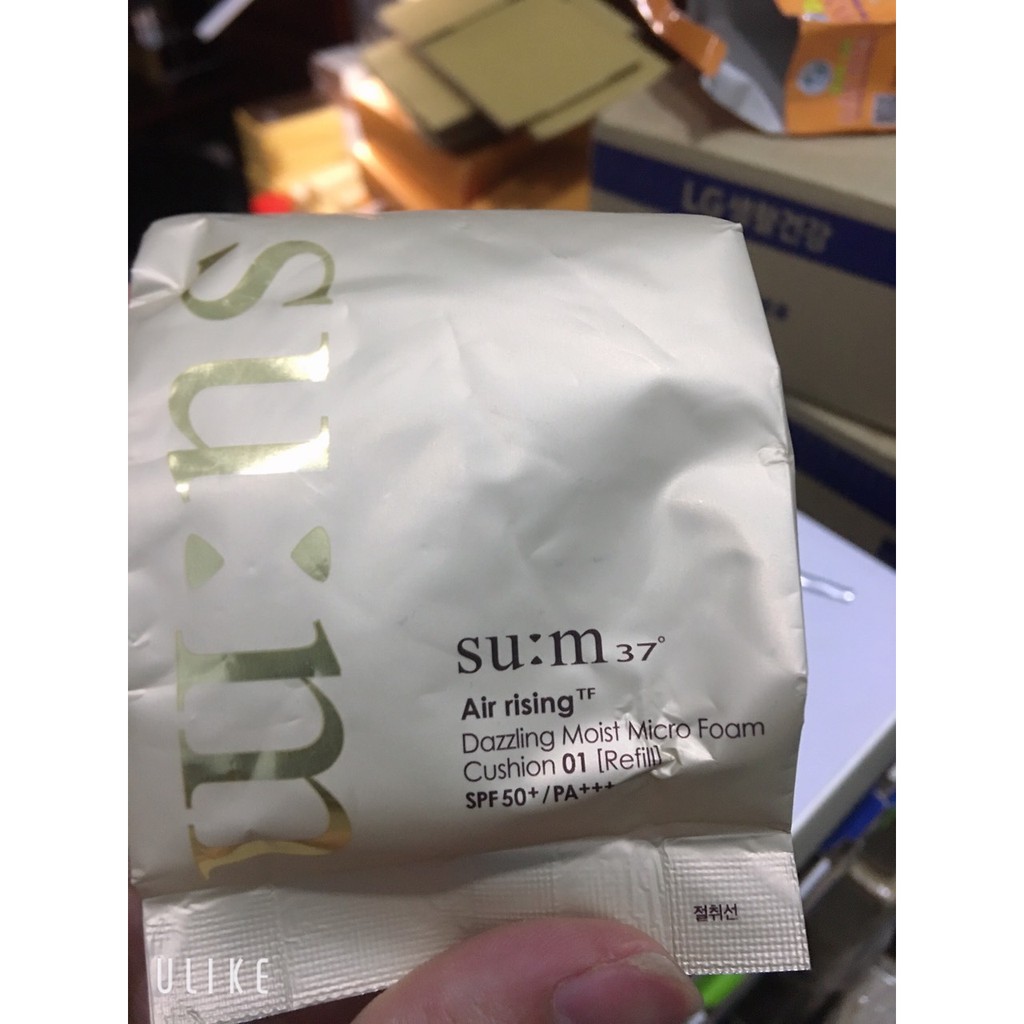 LG생활건강
su:m
su:m 37°
Air rising TF
Dazzling Moist Micro Foam
Cushion 01 [Refill]
SPF 50+/PA+++
절취선
ULIKE